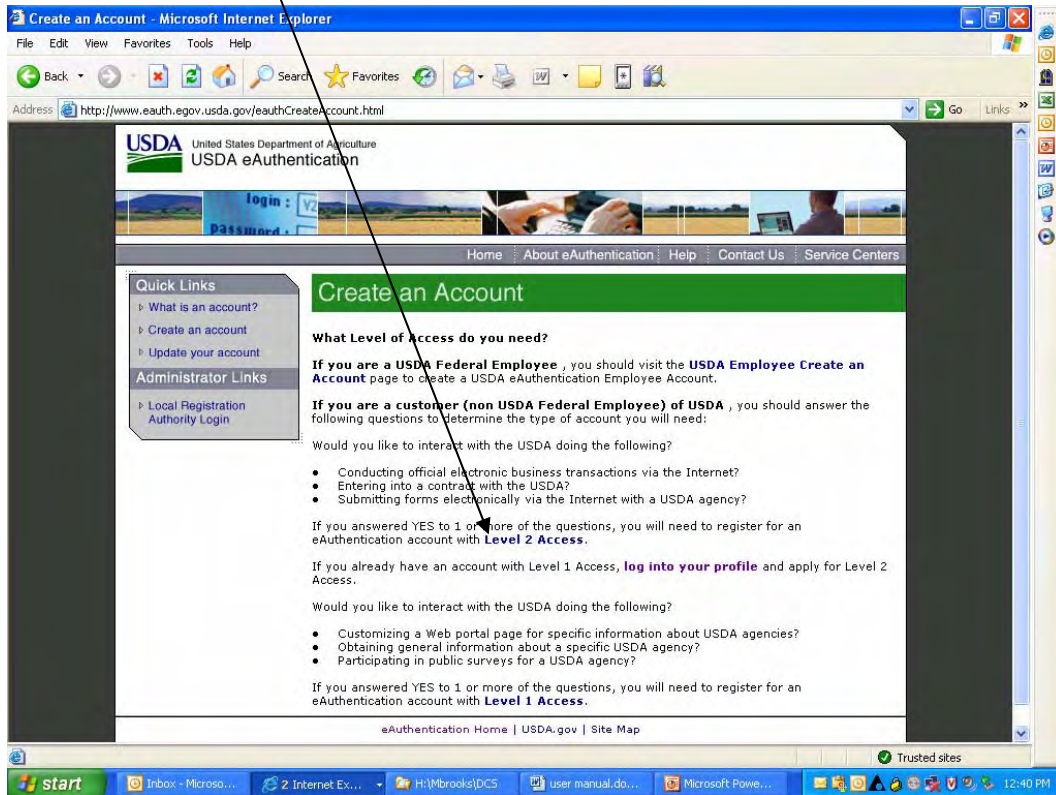 Create an Account - Microsoft Internet Explorer
File Edit View Favorites Tools Help
Back Search Favorites
Address http://www.eauth.egov.usda.gov/eauthCreateAccount.html Go Links »
USDA United States Department of Agriculture
USDA eAuthentication
login :
password :
Home About eAuthentication Help Contact Us Service Centers
Quick Links
What is an account?
Create an account
Update your account
Administrator Links
Local Registration
Authority Login
Create an Account
What Level of Access do you need?
If you are a USDA Federal Employee , you should visit the USDA Employee Create an
Account page to create a USDA eAuthentication Employee Account.
If you are a customer (non USDA Federal Employee) of USDA , you should answer the
following questions to determine the type of account you will need:
Would you like to interact with the USDA doing the following?
● Conducting official electronic business transactions via the Internet?
● Entering into a contract with the USDA?
● Submitting forms electronically via the Internet with a USDA agency?
If you answered YES to 1 or more of the questions, you will need to register for an
eAuthentication account with Level 2 Access.
If you already have an account with Level 1 Access, log into your profile and apply for Level 2
Access.
Would you like to interact with the USDA doing the following?
● Customizing a Web portal page for specific information about USDA agencies?
● Obtaining general information about a specific USDA agency?
● Participating in public surveys for a USDA agency?
If you answered YES to 1 or more of the questions, you will need to register for an
eAuthentication account with Level 1 Access.
eAuthentication Home | USDA.gov | Site Map
Trusted sites
start Inbox - Microso... 2 Internet Ex... H:\Mbrooks\DCS user manual.do... Microsoft Powe... 12:40 PM